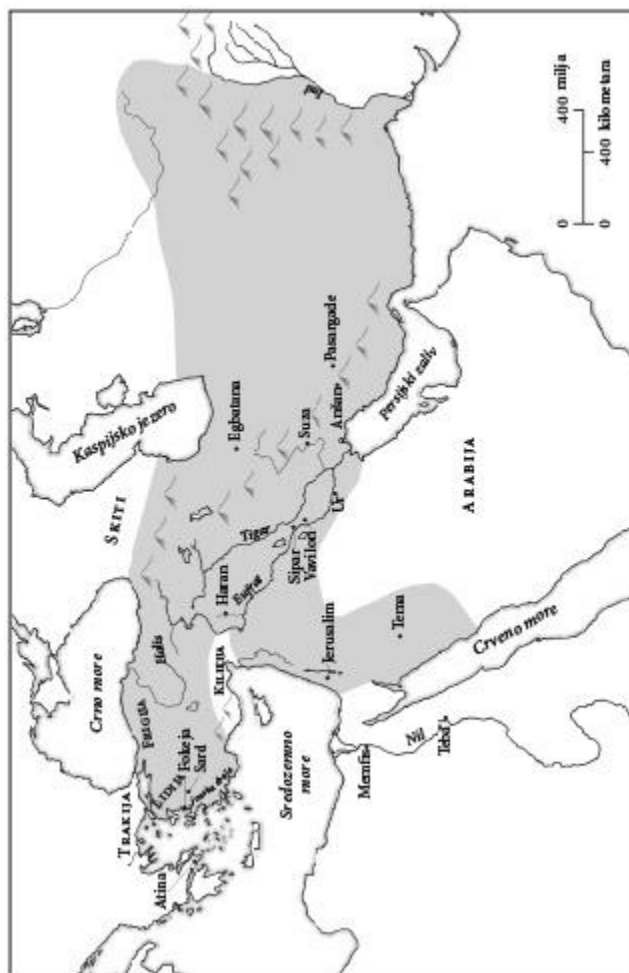 Kaspijsko jezero
SKITI
Crno more
TRAKIJA
FRIGIJA
Halis
LIDIJA
Fokeja
Sard
Atina
KILIKIJA
Haran
Tigar
Eufrat
Egbatana
Suza
Sipar
Vavilon
Ur
Anšan
Pasargade
Persijski zaliv
Jerusalim
Tema
ARABIJA
Sredozemno
more
Memfis
Nil
Teba
Crveno more
Ind
0 400 milja
0 400 kilometara